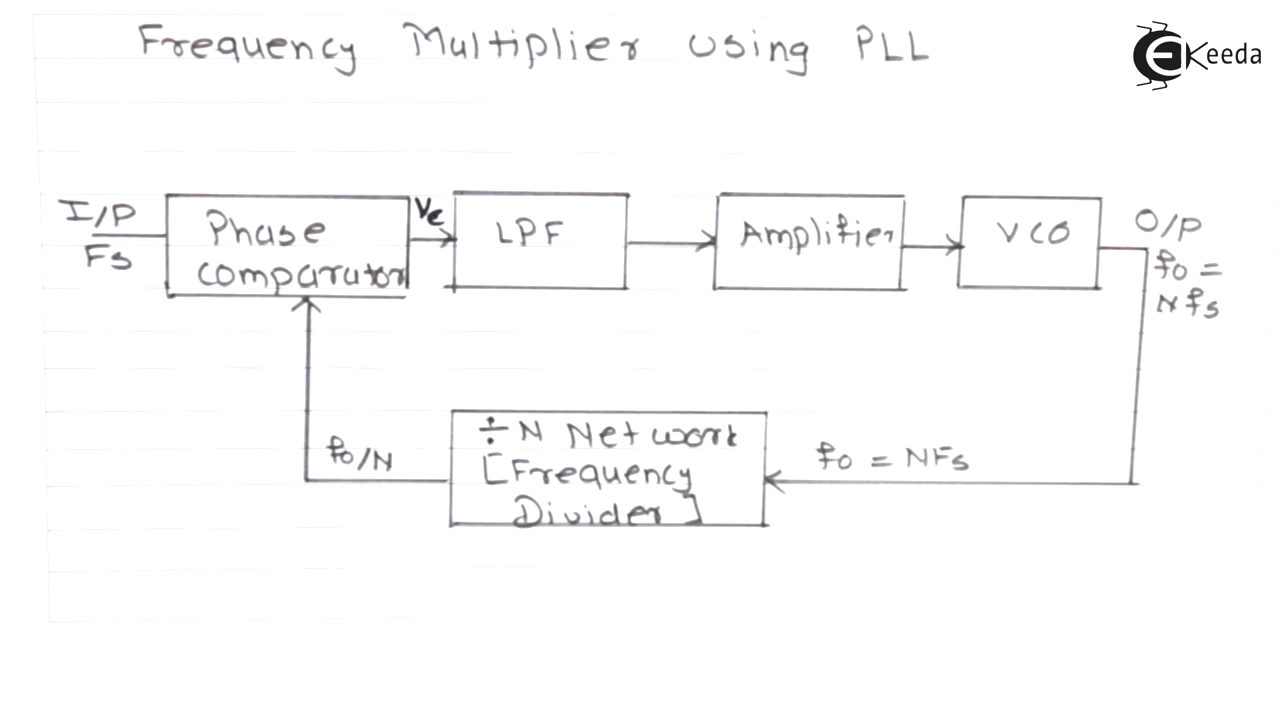 Frequency Multiplier using PLL
EKeeda
I/P
Fs
Phase
comparator
Ve
LPF
Amplifier
VCO
O/P
fo =
Nfs
÷N Network
[Frequency
Divider]
fo/N
fo = NFs